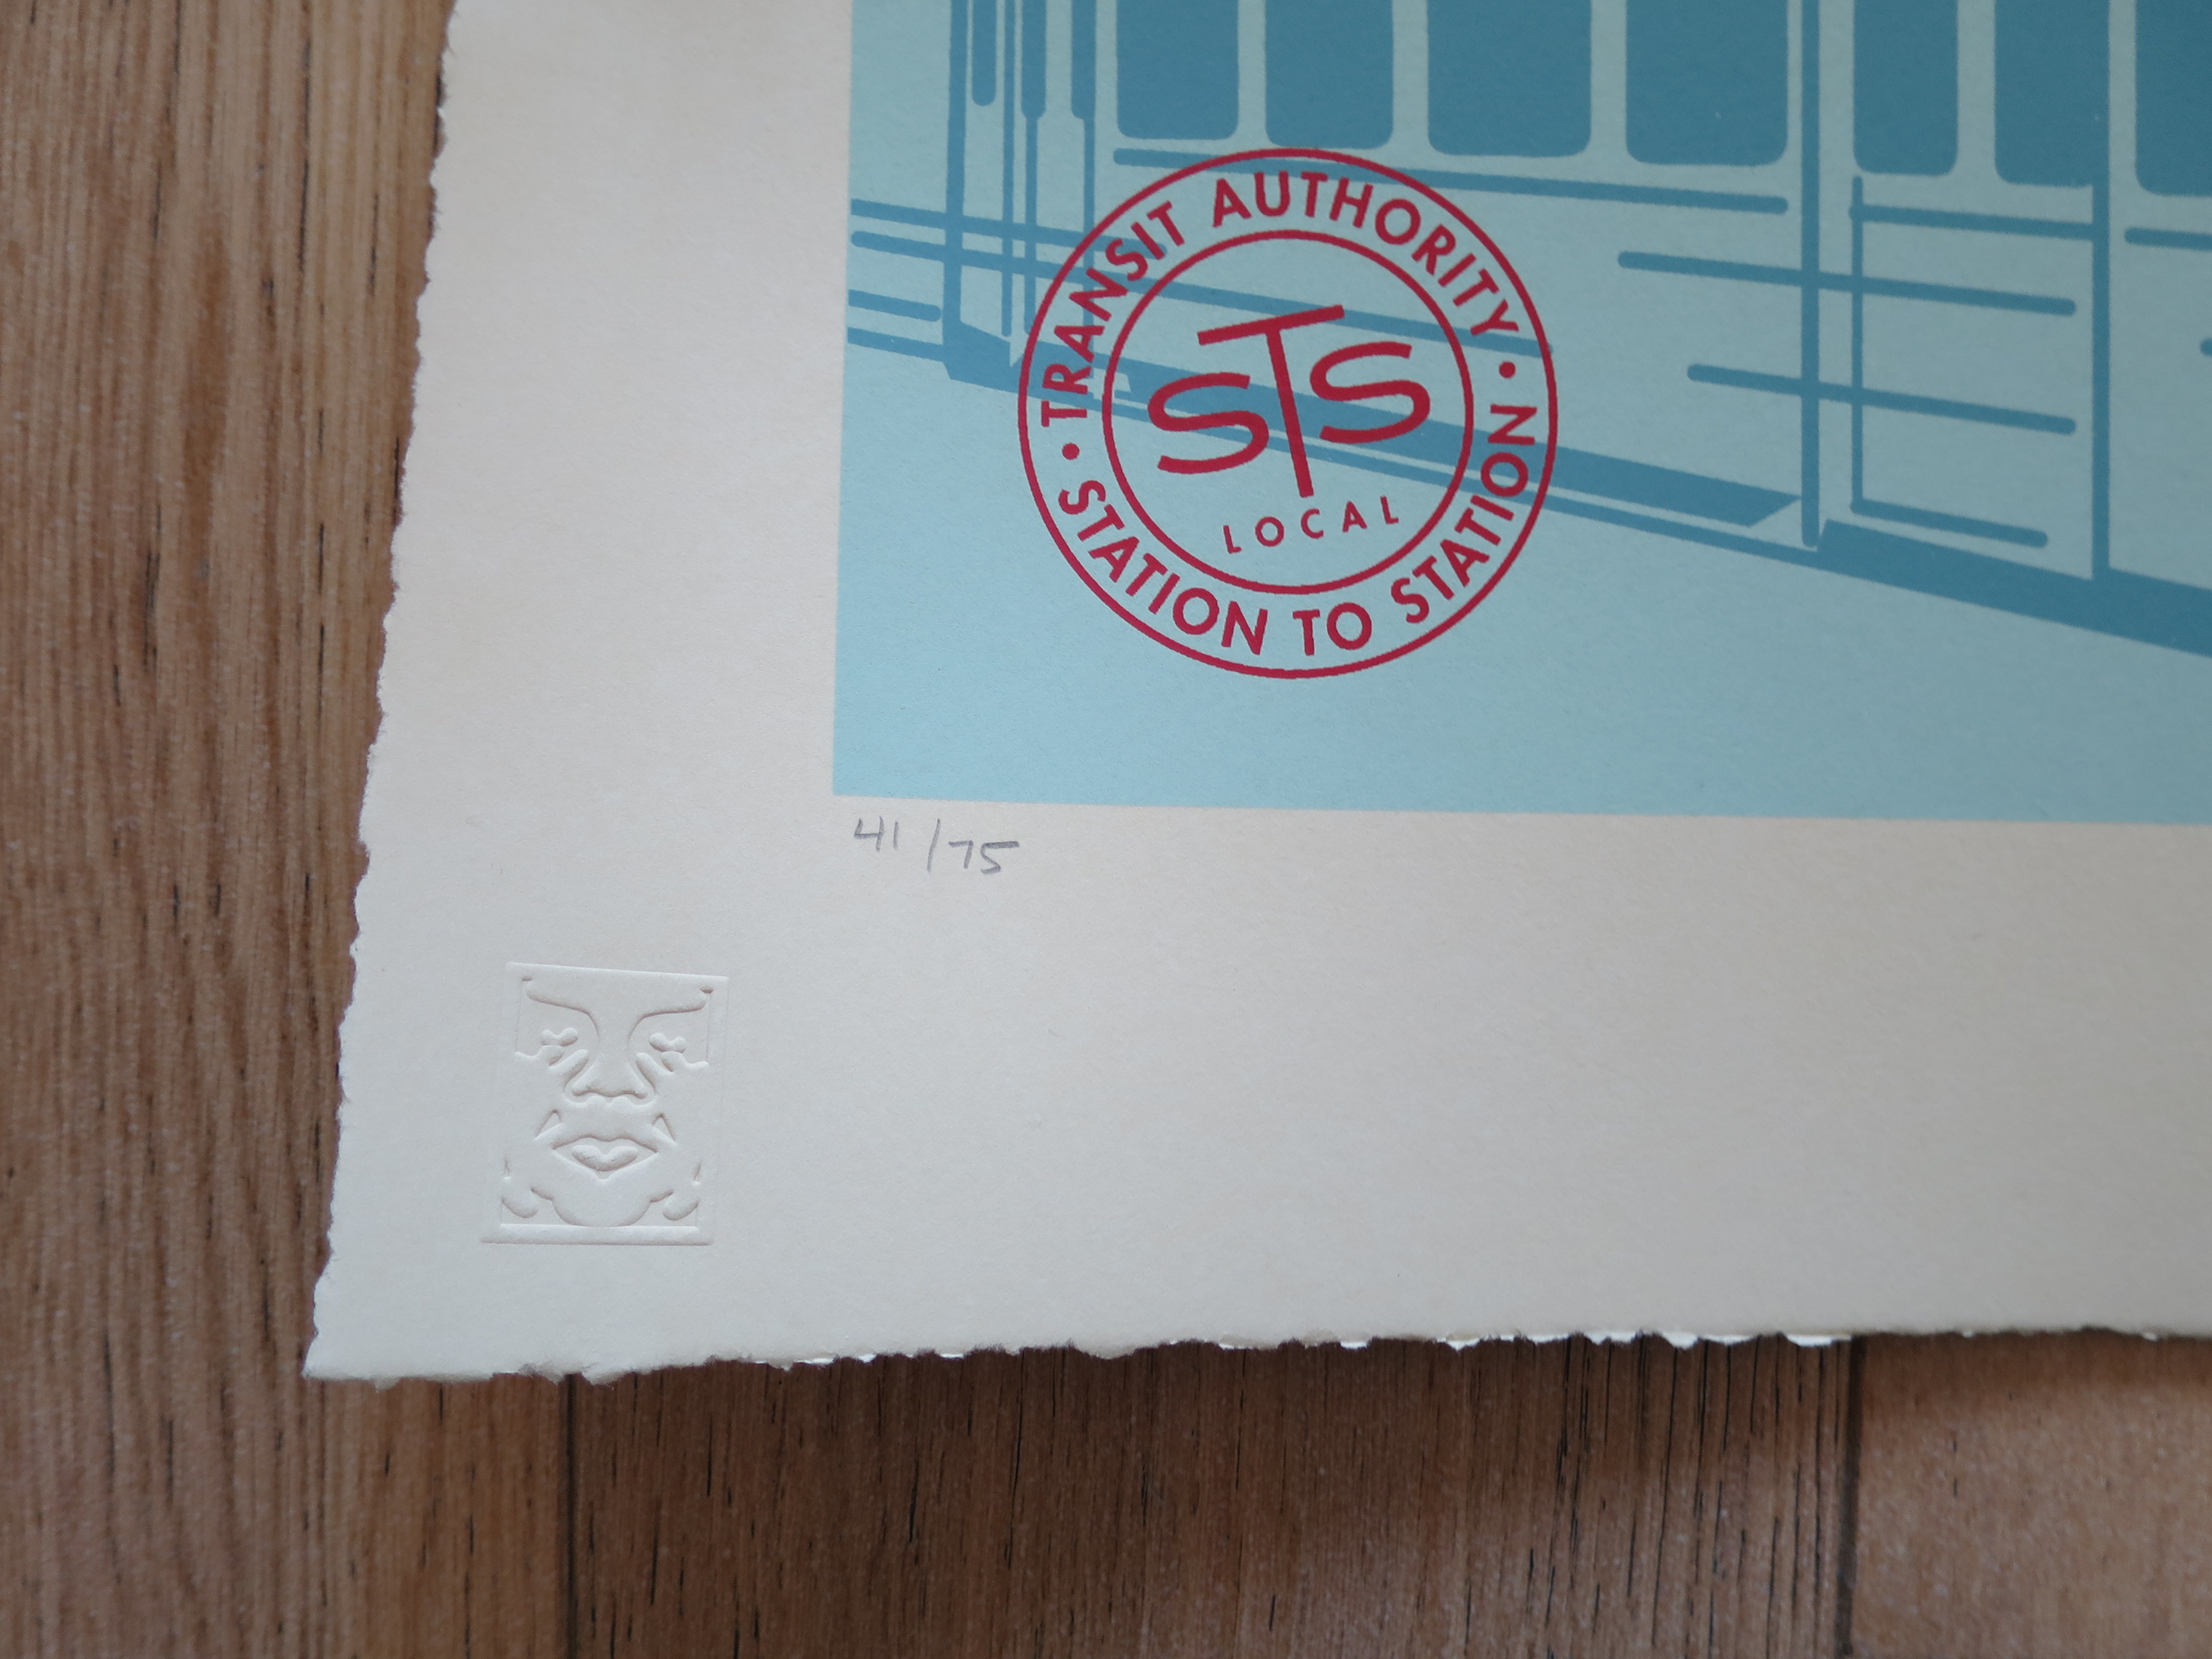 · TRANSIT AUTHORITY ·
STATION TO STATION
STS
LOCAL
41/75